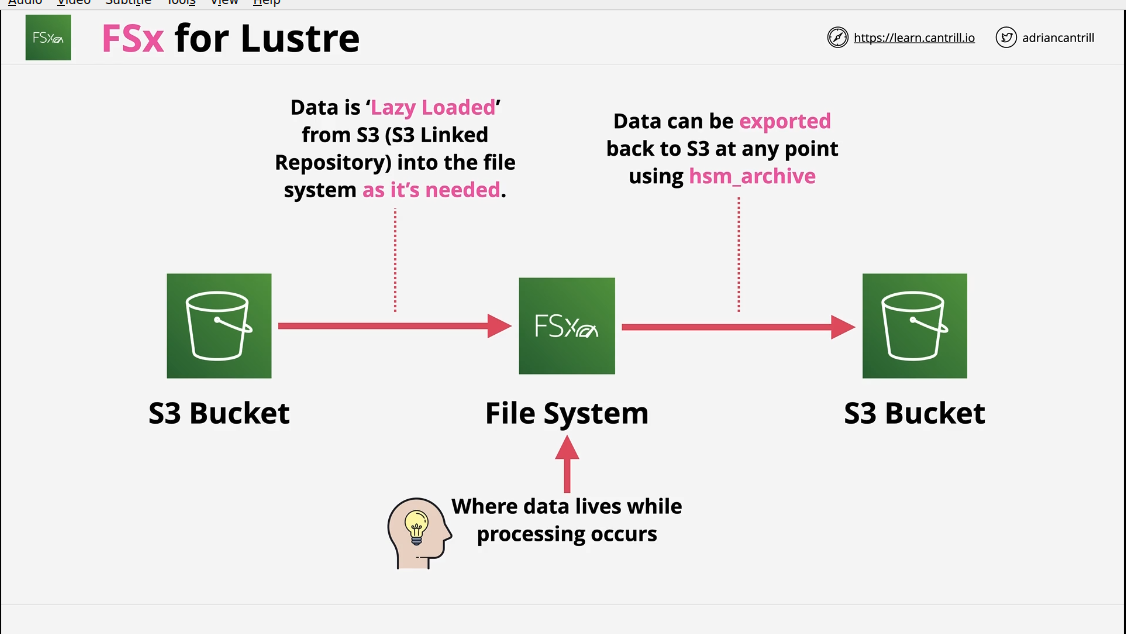 Audio Video Subtitle Tools View Help
FSx
FSx for Lustre
https://learn.cantrill.io
adriancantrill
Data is ‘Lazy Loaded’
from S3 (S3 Linked
Repository) into the file
system as it’s needed.
Data can be exported
back to S3 at any point
using hsm_archive
FSx
S3 Bucket
File System
S3 Bucket
Where data lives while
processing occurs